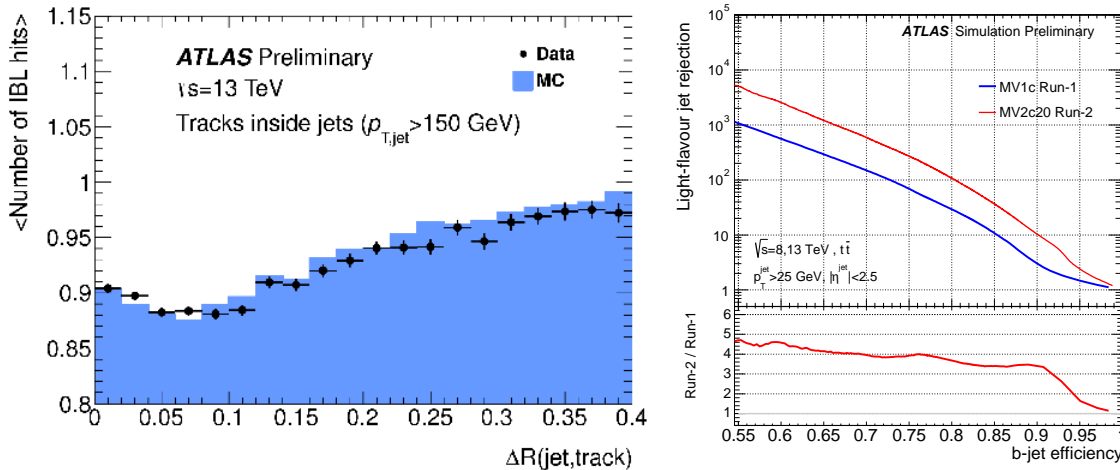 1.15
1.1
1.05
1
0.95
0.9
0.85
0.8
<Number of IBL hits>
ATLAS Preliminary
√s=13 TeV
Tracks inside jets (pT,jet>150 GeV)
Data
MC
0 0.05 0.1 0.15 0.2 0.25 0.3 0.35 0.4
ΔR(jet,track)
10^5
10^4
10^3
10^2
10
1
Light-flavour jet rejection
ATLAS Simulation Preliminary
MV1c Run-1
MV2c20 Run-2
√s=8,13 TeV , tt̄
pT^jet>25 GeV, |η^jet|<2.5
6
5
4
3
2
1
Run-2 / Run-1
0.55 0.6 0.65 0.7 0.75 0.8 0.85 0.9 0.95 1
b-jet efficiency